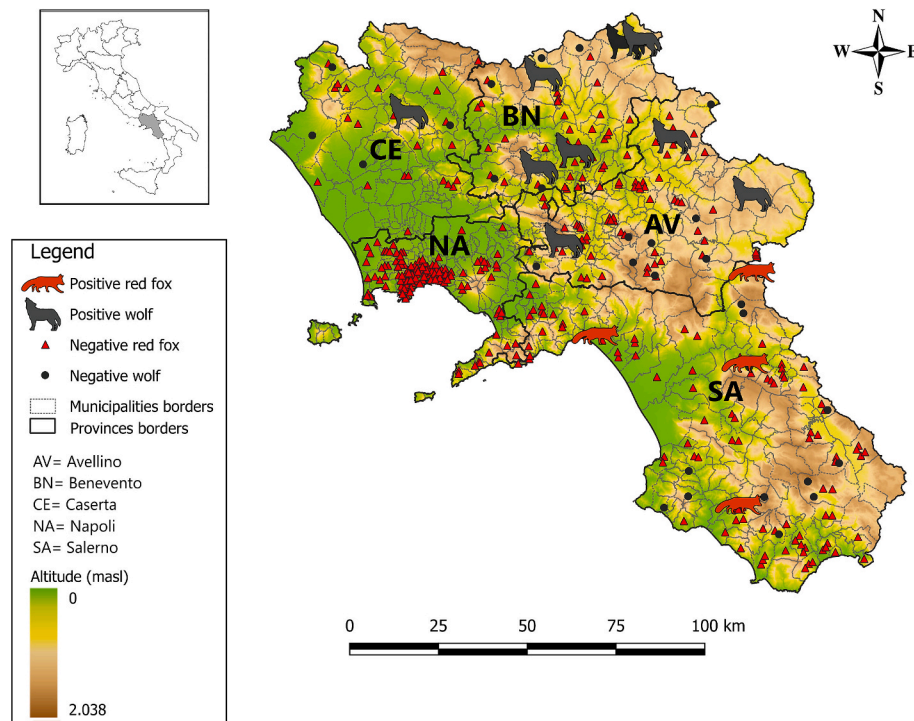 N
W E
S
BN
CE
AV
NA
SA
Legend
Positive red fox
Positive wolf
Negative red fox
Negative wolf
Municipalities borders
Provinces borders
AV= Avellino
BN= Benevento
CE= Caserta
NA= Napoli
SA= Salerno
Altitude (masl)
0
2.038
0 25 50 75 100 km